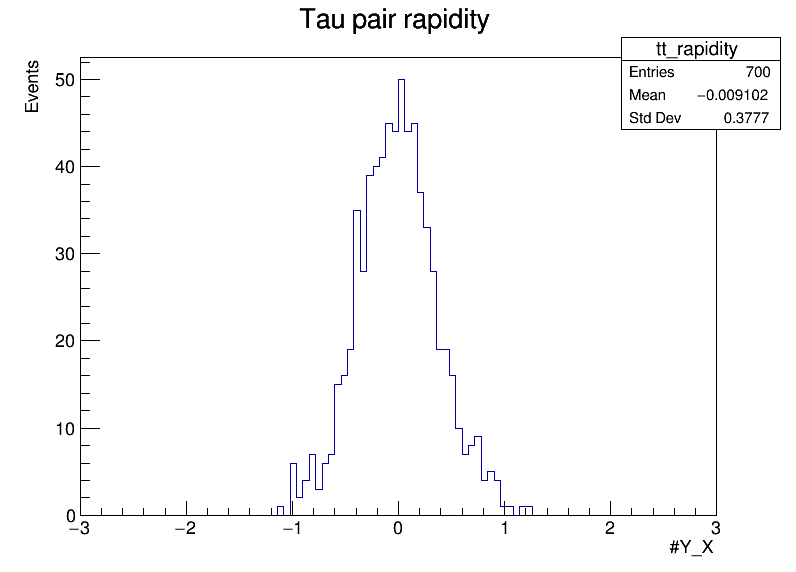 Tau pair rapidity
tt_rapidity
Entries 700
Mean −0.009102
Std Dev 0.3777
Events
50
40
30
20
10
0
−3 −2 −1 0 1 2 3
#Y_X